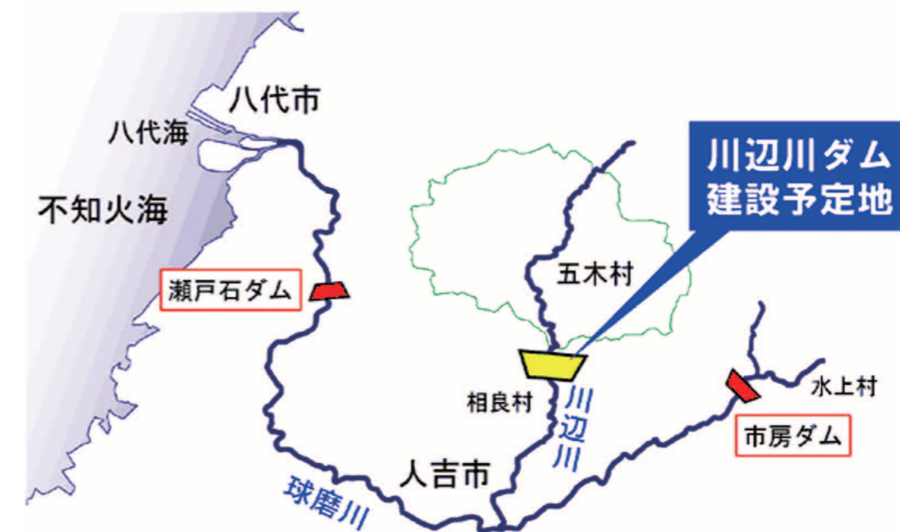 八代市
八代海
不知火海
川辺川ダム
建設予定地
五木村
瀬戸石ダム
相良村
川辺川
水上村
市房ダム
人吉市
球磨川